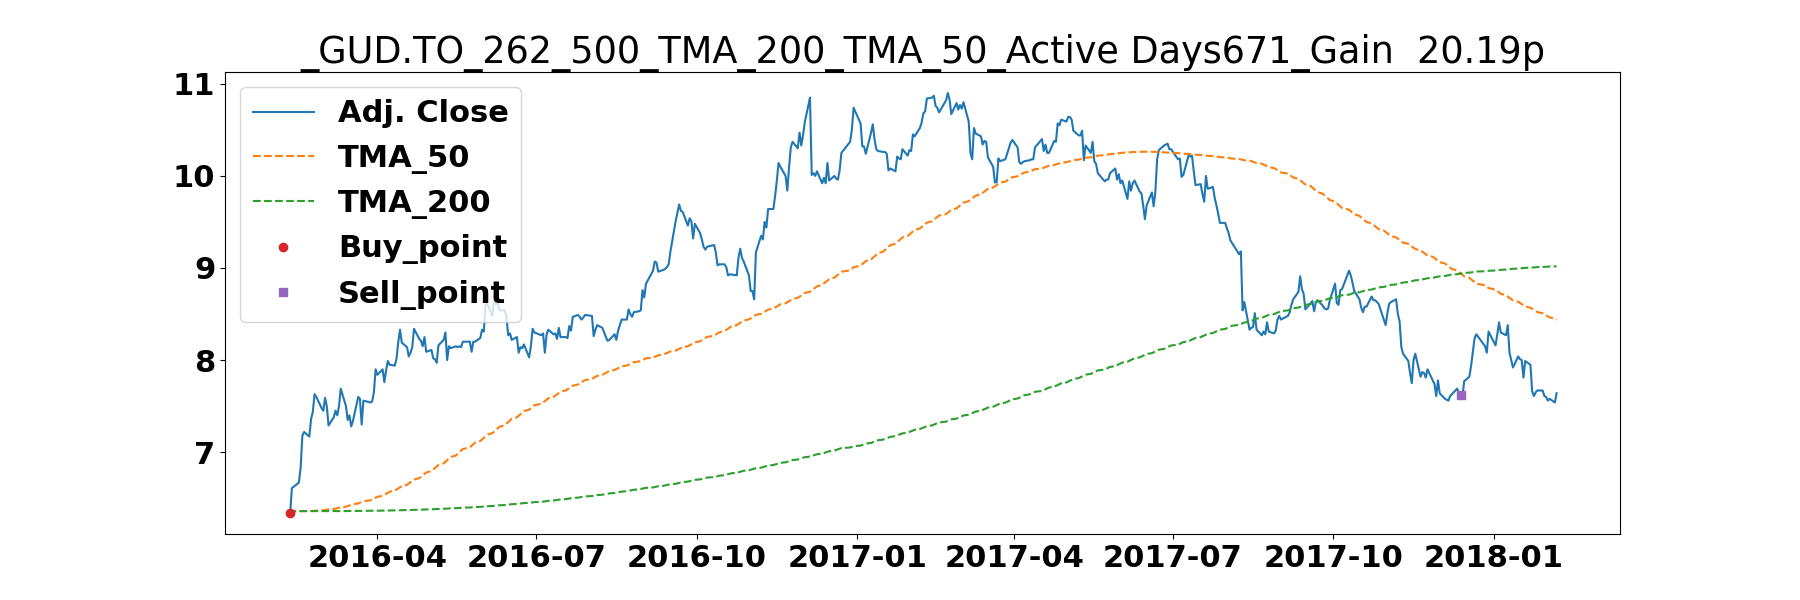 _GUD.TO_262_500_TMA_200_TMA_50_Active Days671_Gain  20.19p
11
10
9
8
7
Adj. Close
TMA_50
TMA_200
Buy_point
Sell_point
2016-04 2016-07 2016-10 2017-01 2017-04 2017-07 2017-10 2018-01